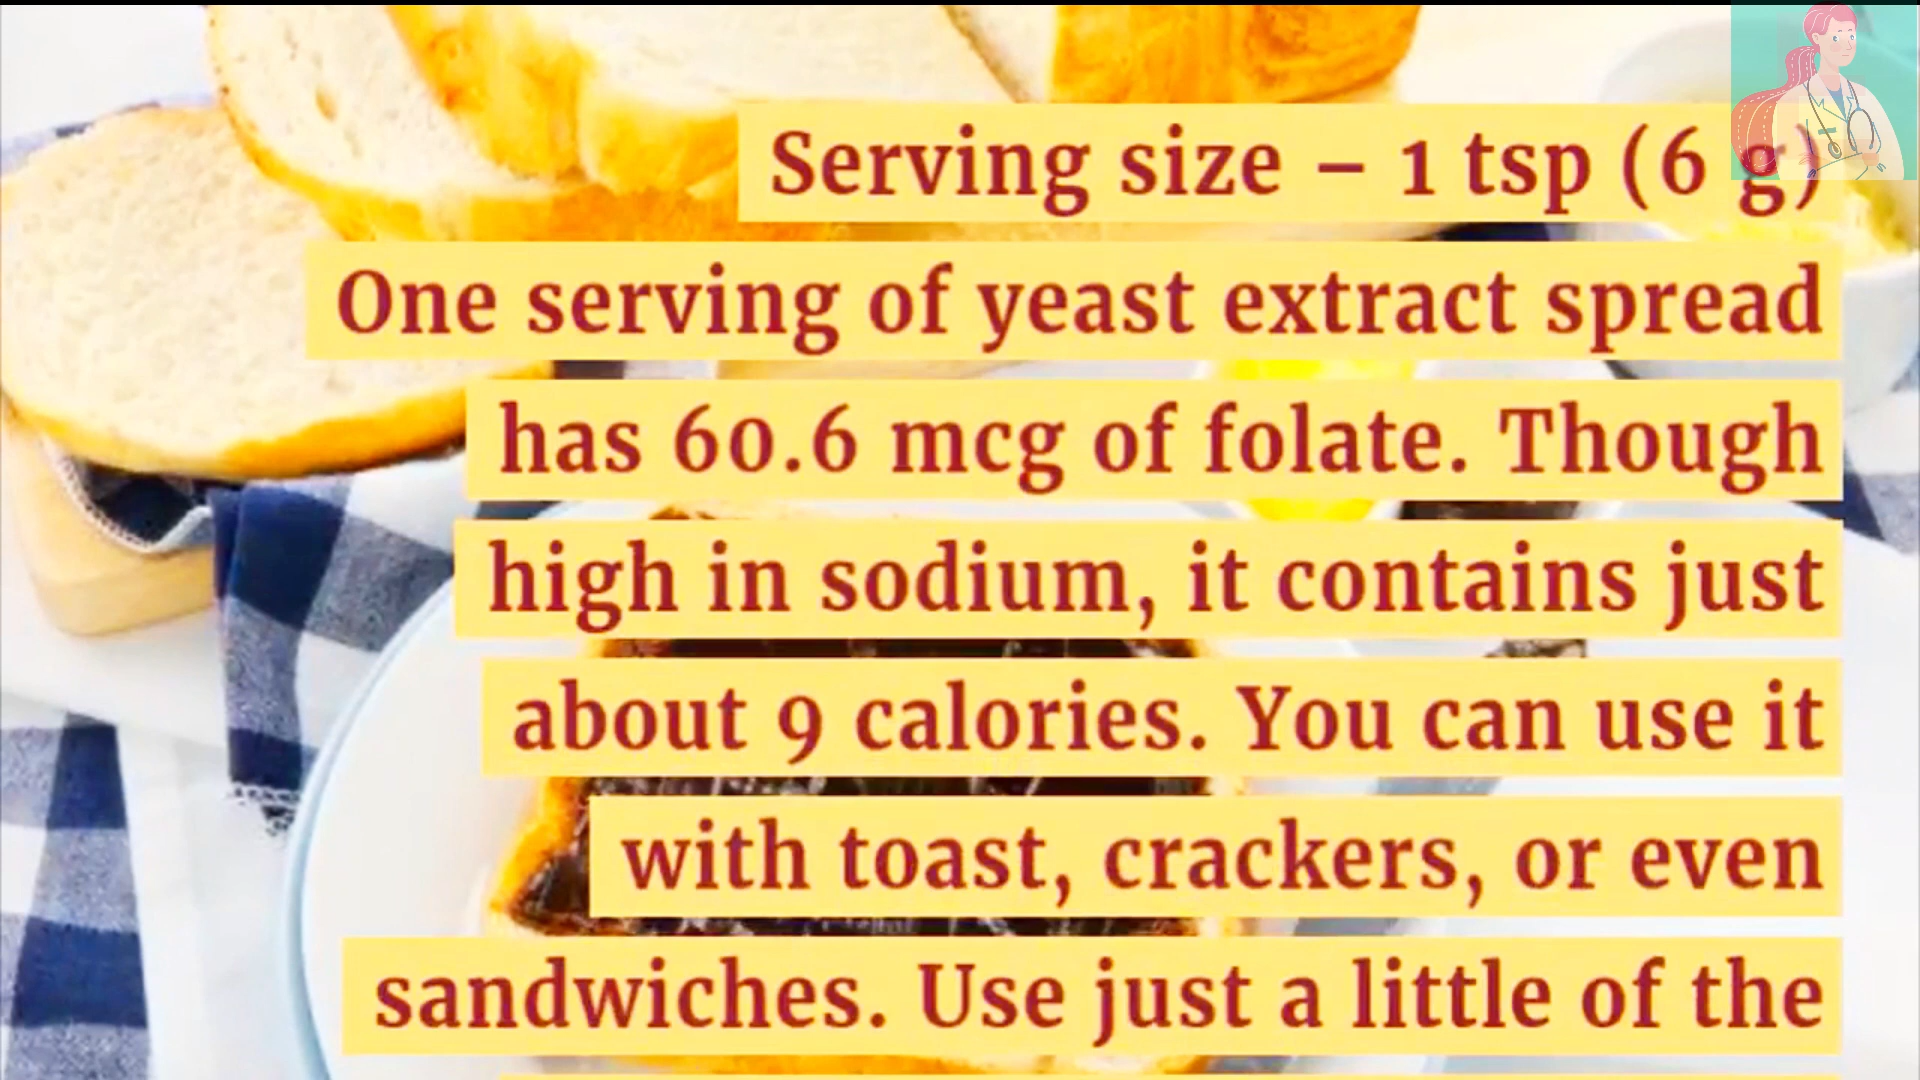 Serving size – 1 tsp (6 g)
One serving of yeast extract spread
has 60.6 mcg of folate. Though
high in sodium, it contains just
about 9 calories. You can use it
with toast, crackers, or even
sandwiches. Use just a little of the